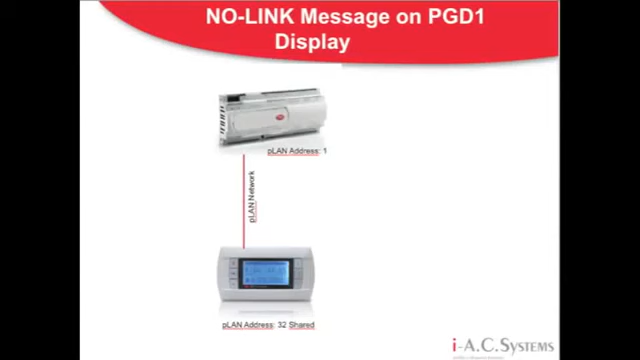 NO-LINK Message on PGD1
Display
pLAN Address: 1
pLAN Network
pLAN Address: 32 Shared
i-A.C.SYSTEMS